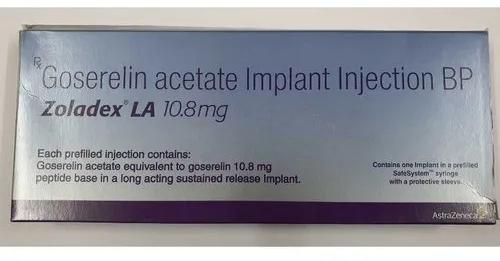 Rx Goserelin acetate Implant Injection BP
Zoladex® LA 10.8mg
Each prefilled injection contains:
Goserelin acetate equivalent to goserelin 10.8 mg
peptide base in a long acting sustained release Implant.
Contains one Implant in a prefilled
SafeSystem™ syringe
with a protective sleeve.
AstraZeneca